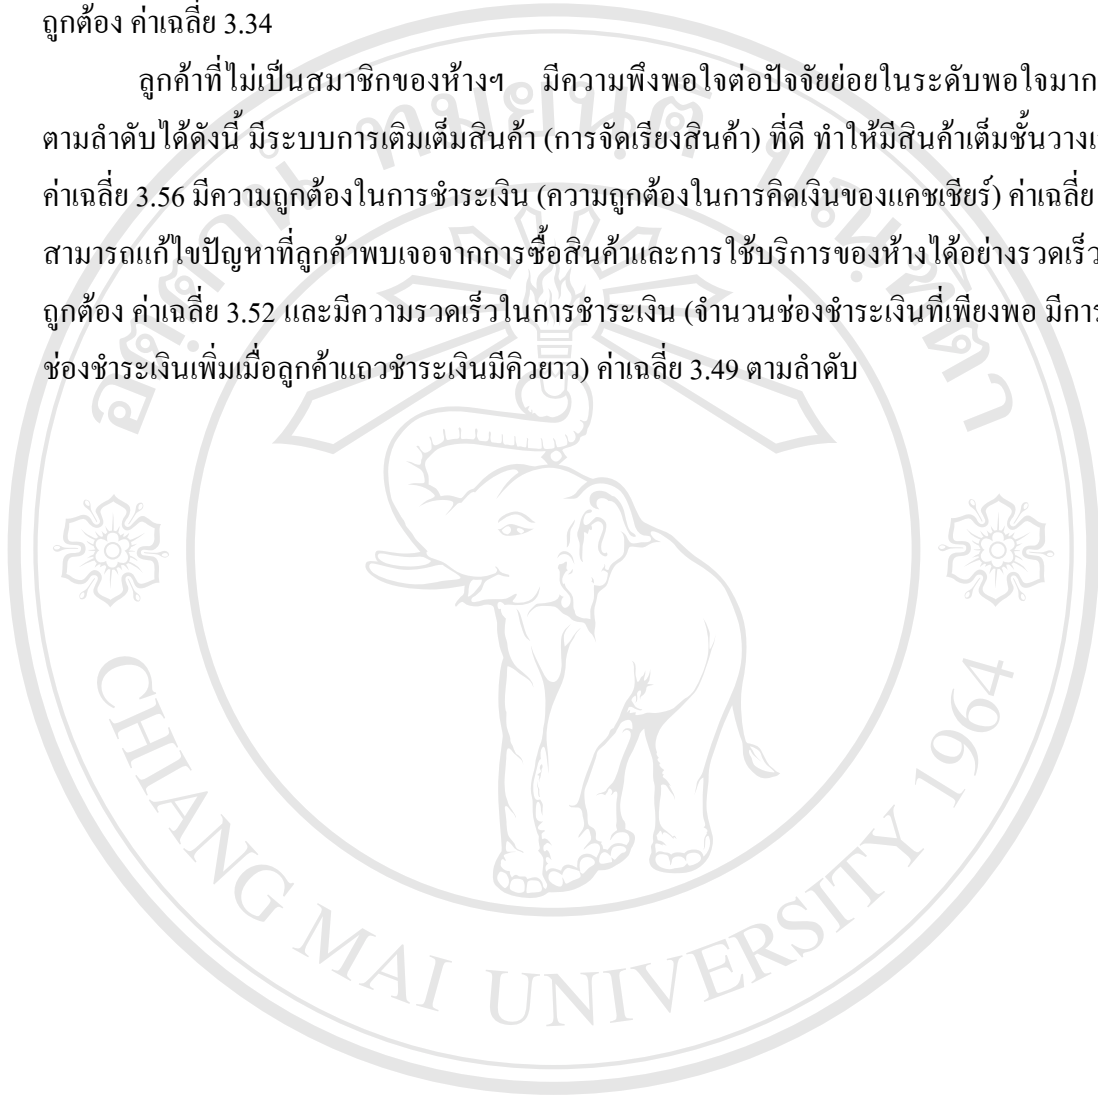 ถูกต้อง ค่าเฉลี่ย 3.34
ลูกค้าที่ไม่เป็นสมาชิกของห้างฯ มีความพึงพอใจต่อปัจจัยย่อยในระดับพอใจมาก
ตามลำดับได้ดังนี้ มีระบบการเติมเต็มสินค้า (การจัดเรียงสินค้า) ที่ดี ทำให้มีสินค้าเต็มชั้นวาง
ค่าเฉลี่ย 3.56 มีความถูกต้องในการชำระเงิน (ความถูกต้องในการคิดเงินของแคชเชียร์) ค่าเฉลี่ย
สามารถแก้ไขปัญหาที่ลูกค้าพบเจอจากการซื้อสินค้าและการใช้บริการของห้างได้อย่างรวดเร็ว
ถูกต้อง ค่าเฉลี่ย 3.52 และมีความรวดเร็วในการชำระเงิน (จำนวนช่องชำระเงินที่เพียงพอ มีการ
ช่องชำระเงินเพิ่มเมื่อลูกค้าแถวชำระเงินมีคิวยาว) ค่าเฉลี่ย 3.49 ตามลำดับ
CHIANG MAI UNIVERSITY 1964